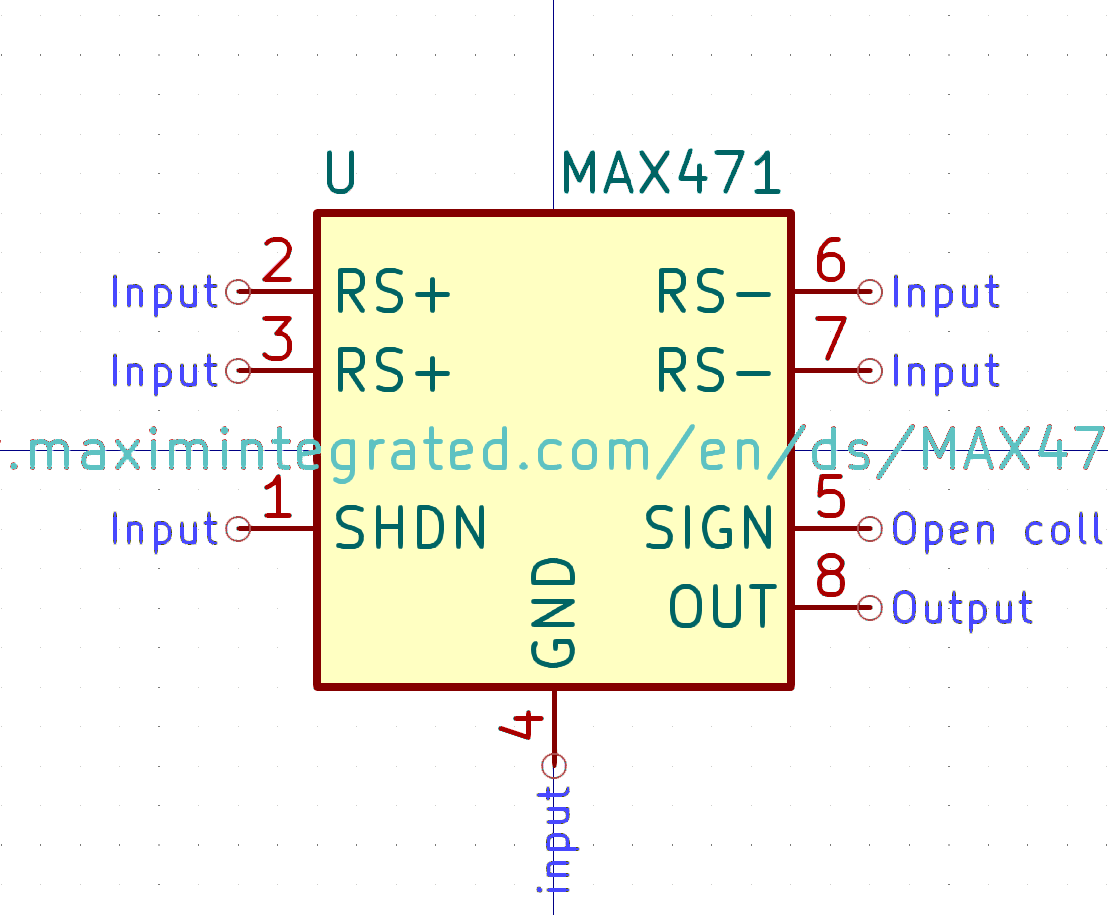 U MAX471
2 6
Input RS+ RS- Input
3 7
Input RS+ RS- Input
.maximintegrated.com/en/ds/MAX47
1 5
Input SHDN SIGN Open coll
8
OUT Output
GND
4
input